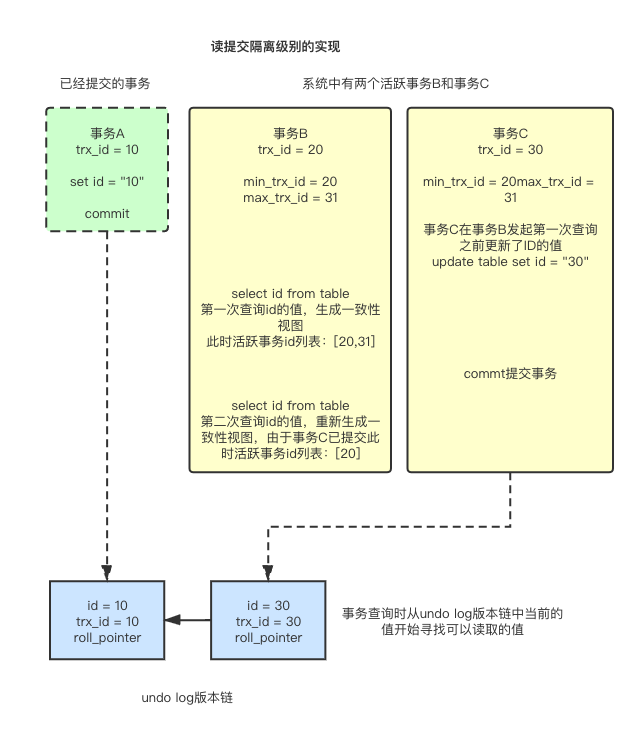 读提交隔离级别的实现
已经提交的事务
系统中有两个活跃事务B和事务C
事务A
trx_id = 10
set id = "10"
commit
事务B
trx_id = 20
min_trx_id = 20
max_trx_id = 31
select id from table
第一次查询id的值，生成一致性
视图
此时活跃事务id列表：[20,31]
select id from table
第二次查询id的值，重新生成一
致性视图，由于事务C已提交此
时活跃事务id列表：[20]
事务C
trx_id = 30
min_trx_id = 20max_trx_id =
31
事务C在事务B发起第一次查询
之前更新了ID的值
update table set id = "30"
commt提交事务
id = 10
trx_id = 10
roll_pointer
id = 30
trx_id = 30
roll_pointer
事务查询时从undo log版本链中当前的
值开始寻找可以读取的值
undo log版本链